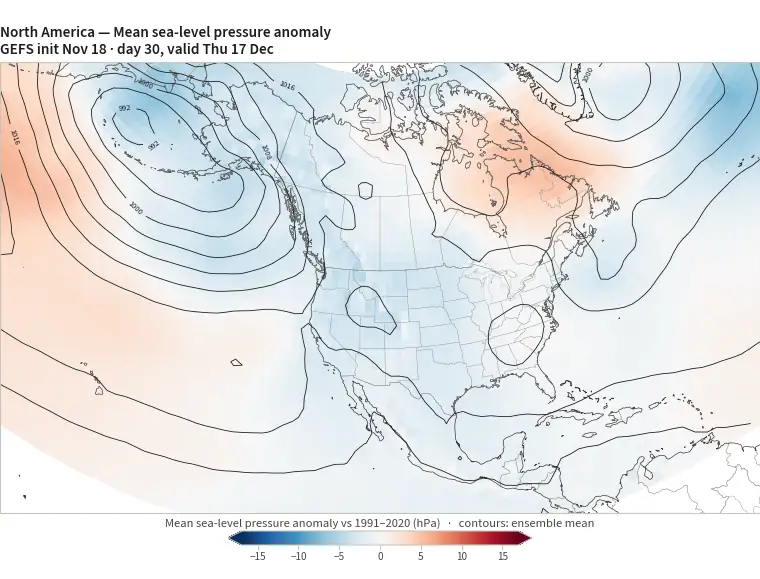 North America — Mean sea-level pressure anomaly
GEFS init Nov 18 · day 30, valid Thu 17 Dec
1000
1016
1000
992
992
1016
1008
1000
Mean sea-level pressure anomaly vs 1991–2020 (hPa) · contours: ensemble mean
−15 −10 −5 0 5 10 15